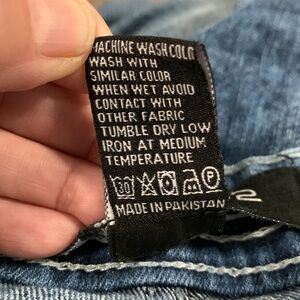 MACHINE WASH COLD
WASH WITH
SIMILAR COLOR
WHEN WET AVOID
CONTACT WITH
OTHER FABRIC
TUMBLE DRY LOW
IRON AT MEDIUM
TEMPERATURE
30 P
MADE IN PAKISTAN